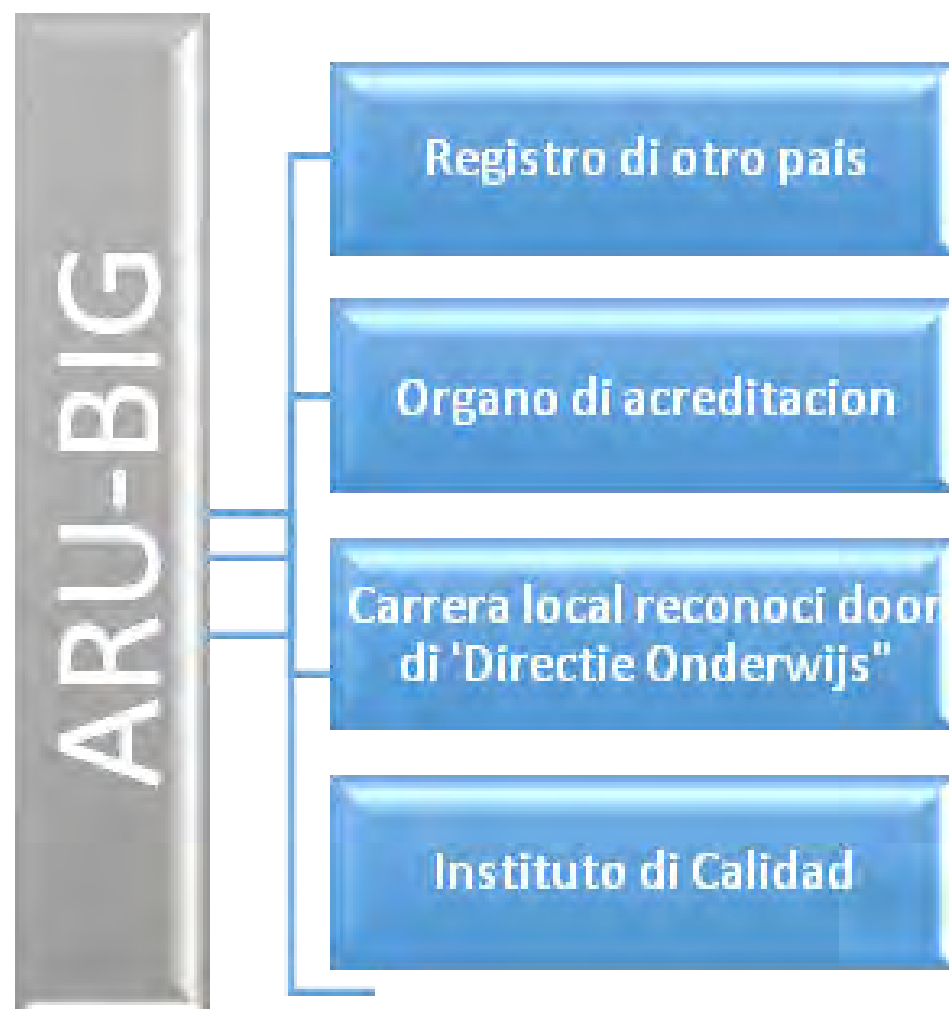 ARU-BIG
Registro di otro pais
Organo di acreditacion
Carrera local reconoci door
di 'Directie Onderwijs"
Instituto di Calidad